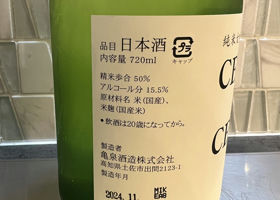 品目 日本酒
内容量 720ml
プラ
キャップ
精米歩合 50%
アルコール分 15.5%
原材料名 米(国産)、
米麹(国産米)
•飲酒は20歳になってから。
製造者
亀泉酒造株式会社
高知県土佐市出間2123-1
製造年月
2024.11
純米
CE
CE